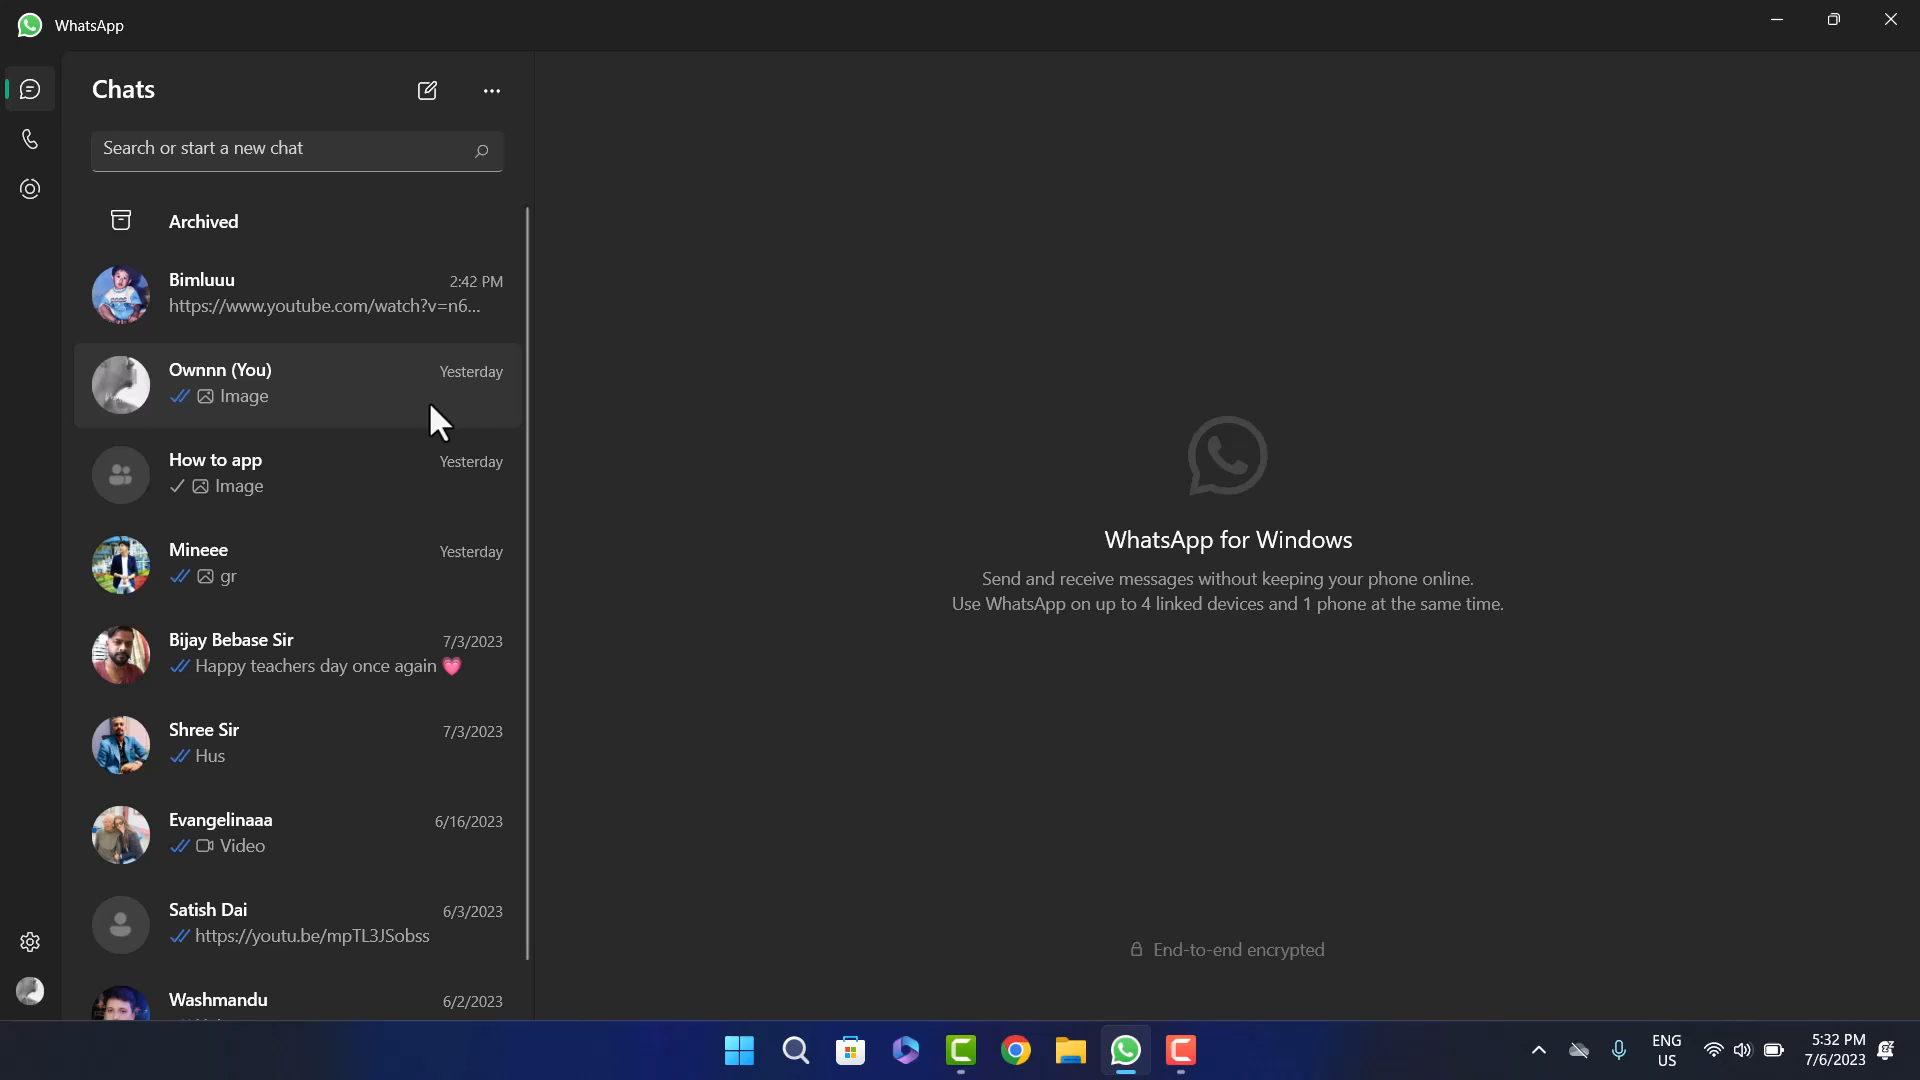 WhatsApp
Chats
Search or start a new chat
Archived
Bimluuu 2:42 PM
https://www.youtube.com/watch?v=n6...
Ownnn (You) Yesterday
Image
How to app Yesterday
Image
Mineee Yesterday
gr
Bijay Bebase Sir 7/3/2023
Happy teachers day once again 💗
Shree Sir 7/3/2023
Hus
Evangelinaaa 6/16/2023
Video
Satish Dai 6/3/2023
https://youtu.be/mpTL3JSobss
Washmandu 6/2/2023
WhatsApp for Windows
Send and receive messages without keeping your phone online.
Use WhatsApp on up to 4 linked devices and 1 phone at the same time.
End-to-end encrypted
ENG
US
5:32 PM
7/6/2023